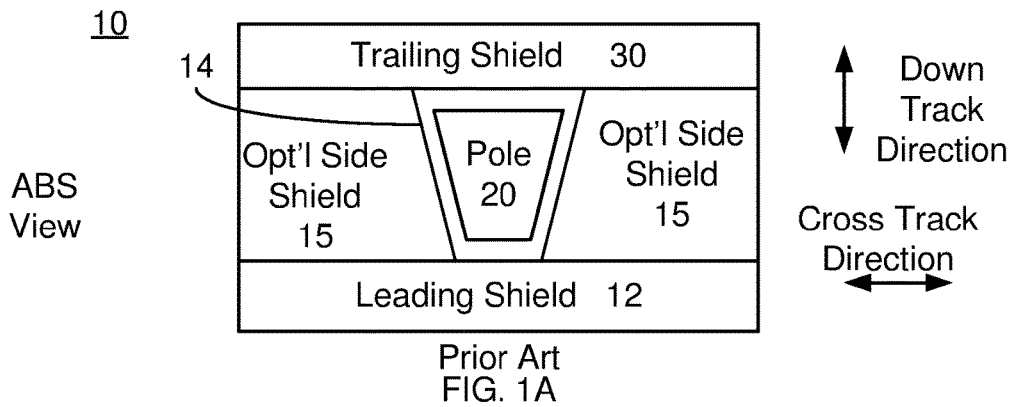 10
Trailing Shield 30
14
Down
Track
Direction
Opt'l Side
Shield
15
Pole
20
Opt'l Side
Shield
15
ABS
View
Cross Track
Direction
Leading Shield 12
Prior Art
FIG. 1A